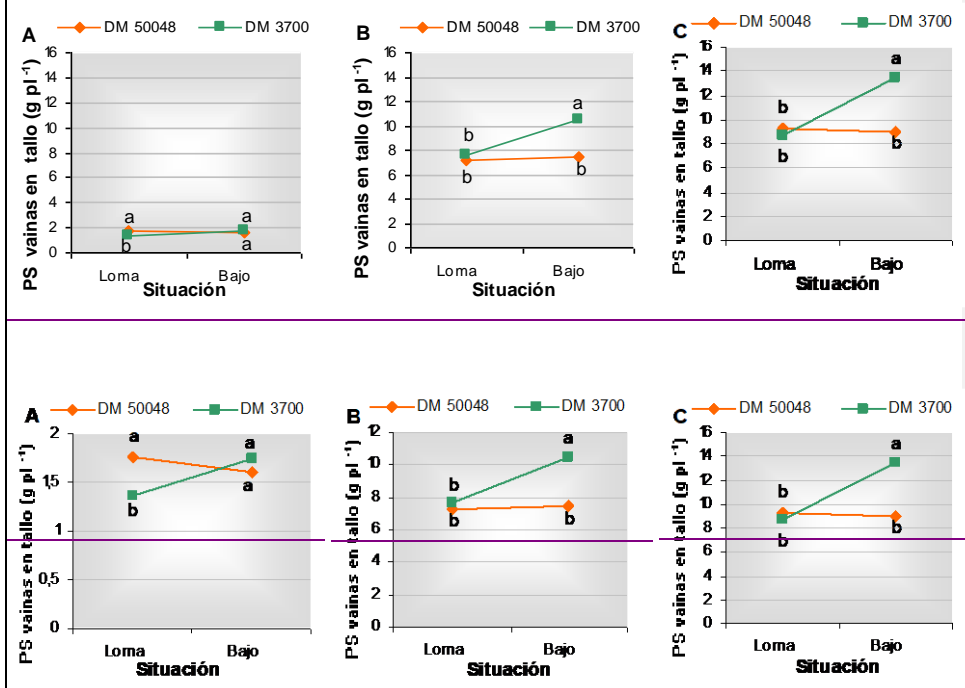 A
DM 50048 DM 3700
PS vainas en tallo (g pl -1)
16
14
12
10
8
6
4
2
0
a
b
a
a
Loma Bajo
Situación
B
DM 50048 DM 3700
PS vainas en tallo (g pl -1)
16
14
12
10
8
6
4
2
0
b
b
a
b
Loma Bajo
Situación
C
DM 50048 DM 3700
PS vainas en tallo (g pl -1)
16
14
12
10
8
6
4
2
0
b
b
a
b
Loma Bajo
Situación
A
DM 50048 DM 3700
PS vainas en tallo (g pl -1)
2
1,5
1
0,5
0
a
b
a
a
Loma Bajo
Situación
B
DM 50048 DM 3700
PS vainas en tallo (g pl -1)
12
10
8
6
4
2
0
b
b
a
b
Loma Bajo
Situación
C
DM 50048 DM 3700
PS vainas en tallo (g pl -1)
16
14
12
10
8
6
4
2
0
b
b
a
b
Loma Bajo
Situación